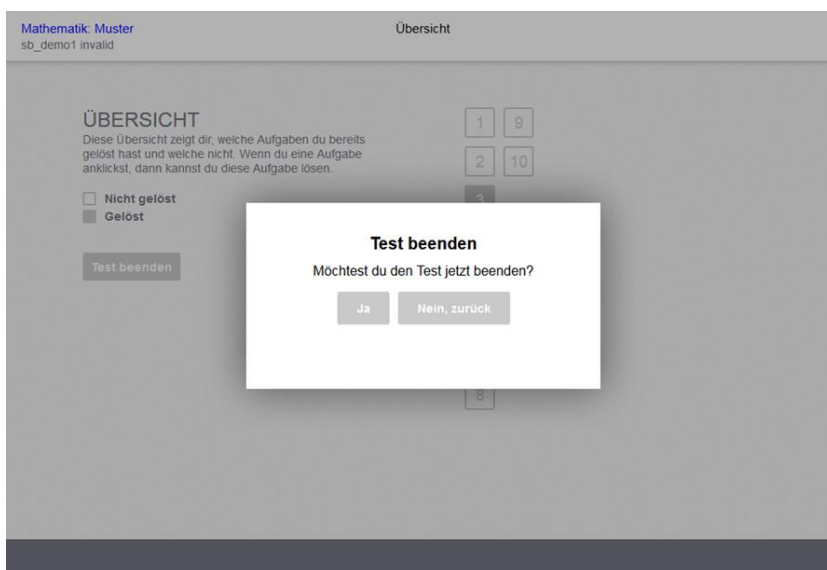 Mathematik: Muster
Übersicht
sb_demo1 invalid
ÜBERSICHT
Diese Übersicht zeigt dir, welche Aufgaben du bereits
gelöst hast und welche nicht. Wenn du eine Aufgabe
anklickst, dann kannst du diese Aufgabe lösen.
Nicht gelöst
Gelöst
Test beenden
1 9
2 10
3
Test beenden
Möchtest du den Test jetzt beenden?
Ja Nein, zurück
8